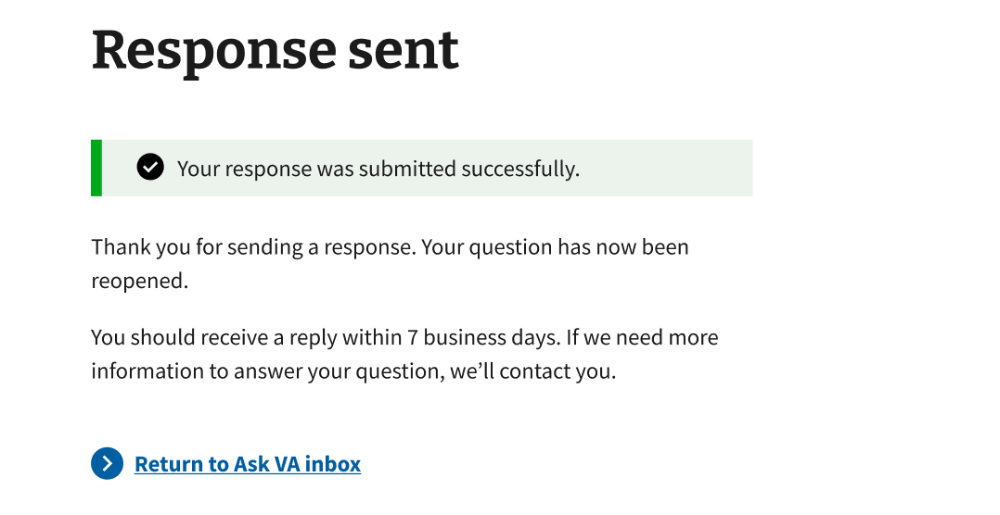 Response sent
Your response was submitted successfully.
Thank you for sending a response. Your question has now been
reopened.
You should receive a reply within 7 business days. If we need more
information to answer your question, we’ll contact you.
Return to Ask VA inbox